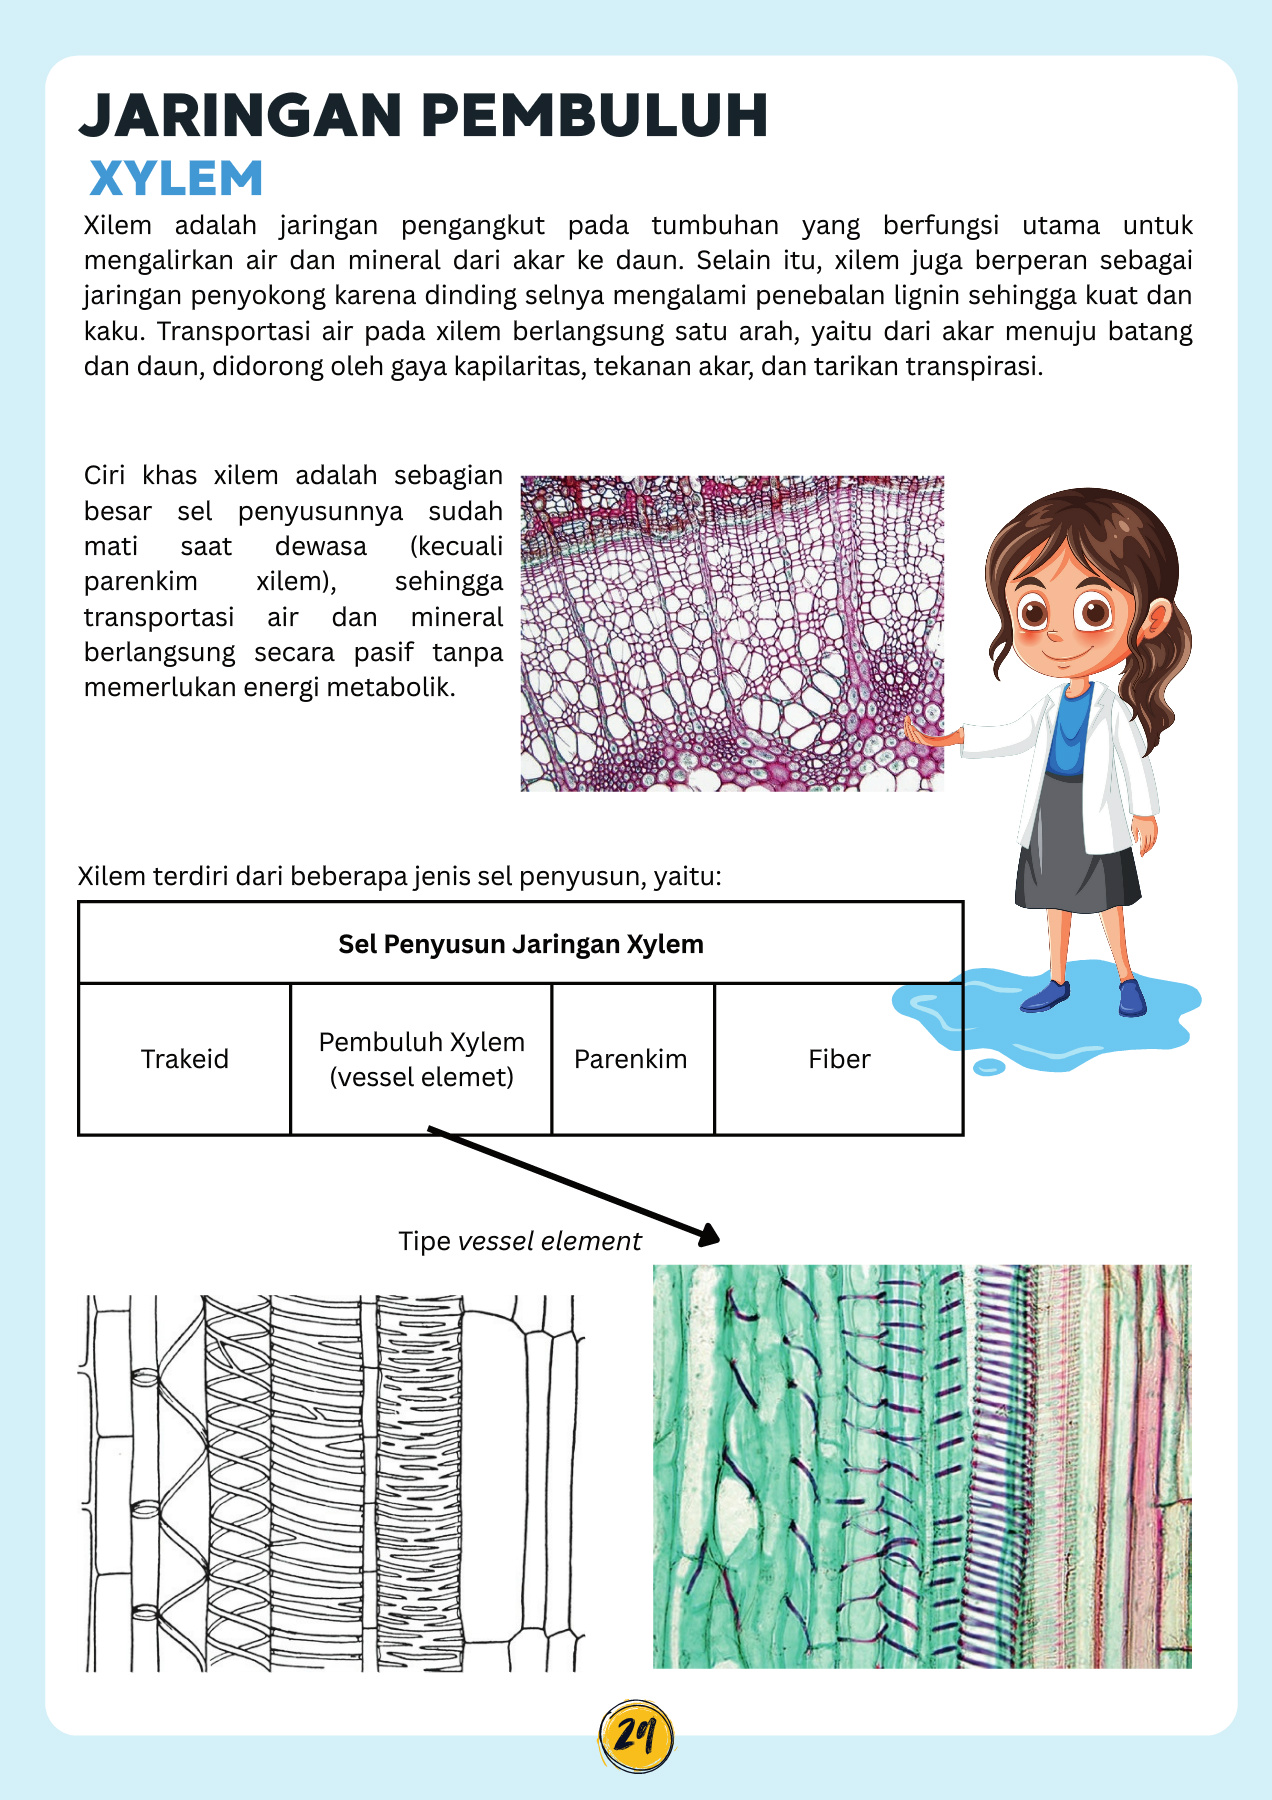 JARINGAN PEMBULUH
XYLEM
Xilem adalah jaringan pengangkut pada tumbuhan yang berfungsi utama untuk
mengalirkan air dan mineral dari akar ke daun. Selain itu, xilem juga berperan sebagai
jaringan penyokong karena dinding selnya mengalami penebalan lignin sehingga kuat dan
kaku. Transportasi air pada xilem berlangsung satu arah, yaitu dari akar menuju batang
dan daun, didorong oleh gaya kapilaritas, tekanan akar, dan tarikan transpirasi.
Ciri khas xilem adalah sebagian
besar sel penyusunnya sudah
mati saat dewasa (kecuali
parenkim xilem), sehingga
transportasi air dan mineral
berlangsung secara pasif tanpa
memerlukan energi metabolik.
Xilem terdiri dari beberapa jenis sel penyusun, yaitu:
Sel Penyusun Jaringan Xylem
Trakeid
Pembuluh Xylem
(vessel elemet)
Parenkim
Fiber
Tipe vessel element
29